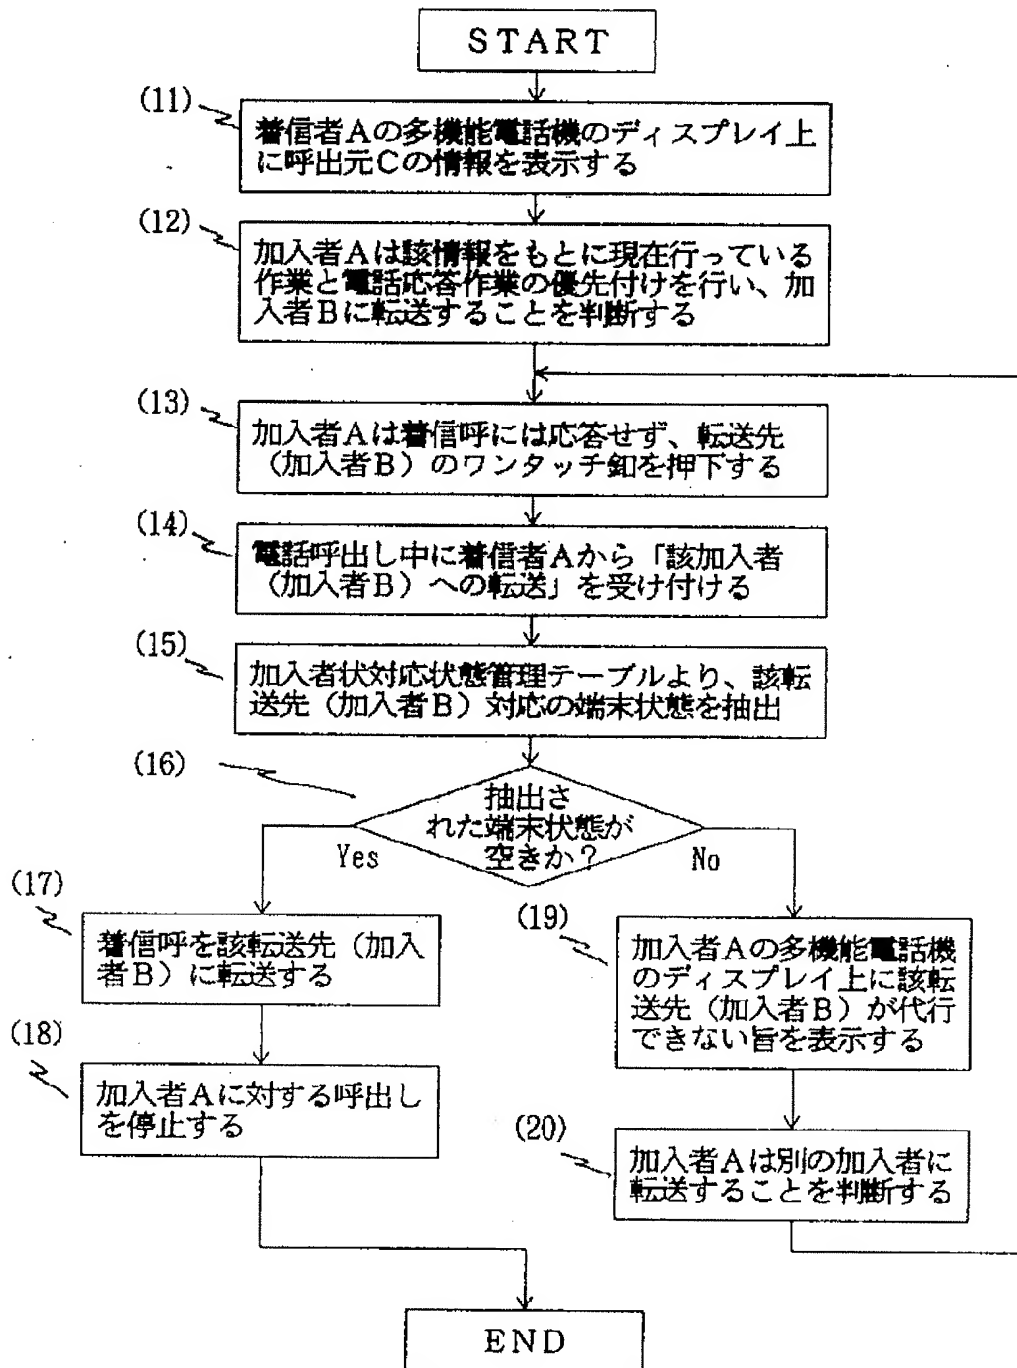 START
(11)
着信者Aの多機能電話機のディスプレイ上
に呼出元Cの情報を表示する
(12)
加入者Aは該情報をもとに現在行っている
作業と電話応答作業の優先付けを行い、加
入者Bに転送することを判断する
(13)
加入者Aは着信呼には応答せず、転送先
(加入者B)のワンタッチ釦を押下する
(14)
電話呼出し中に着信者Aから「該加入者
(加入者B)への転送」を受け付ける
(15)
加入者状対応状態管理テーブルより、該転
送先(加入者B)対応の端末状態を抽出
(16)
抽出さ
れた端末状態が
空きか?
Yes
No
(17)
着信呼を該転送先(加入
者B)に転送する
(18)
加入者Aに対する呼出し
を停止する
(19)
加入者Aの多機能電話機
のディスプレイ上に該転
送先(加入者B)が代行
できない旨を表示する
(20)
加入者Aは別の加入者に
転送することを判断する
END